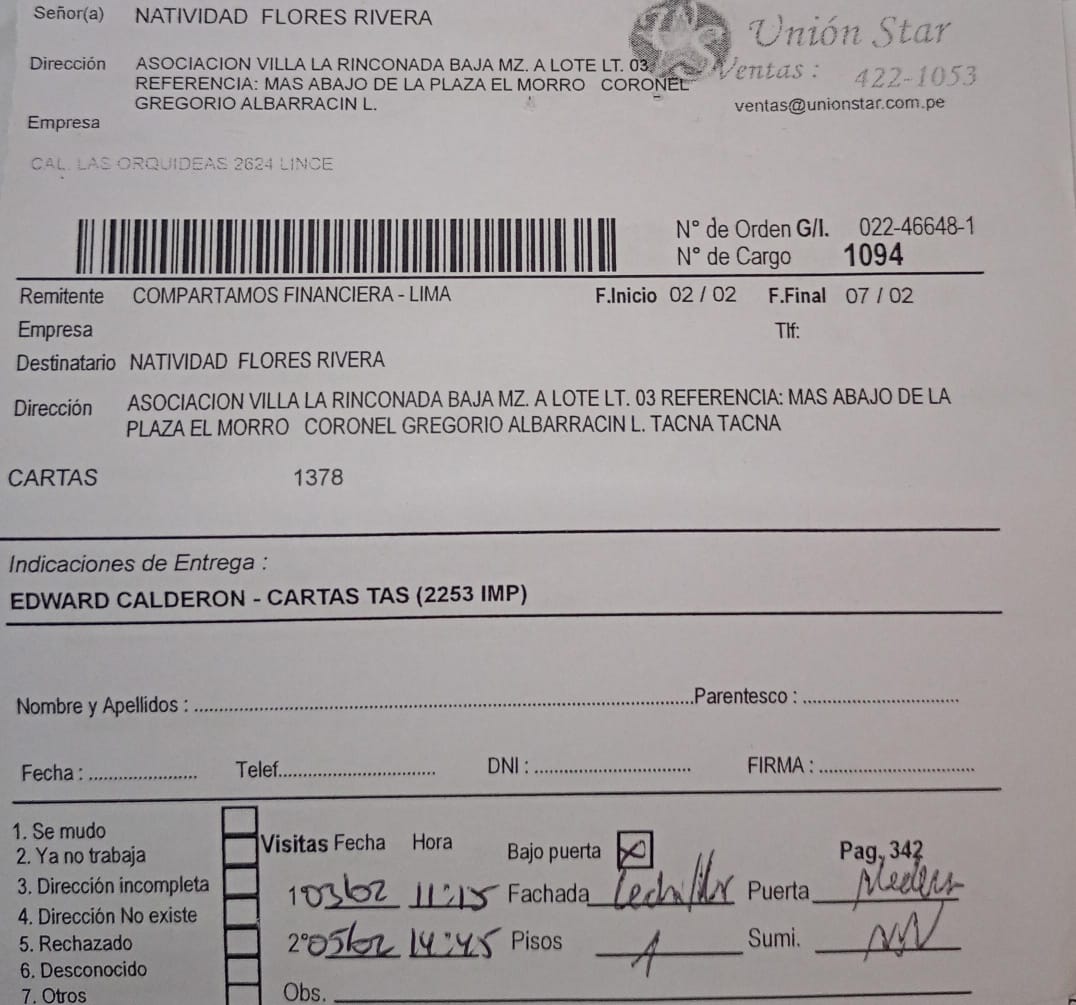 Señor(a) NATIVIDAD FLORES RIVERA
Unión Star
Dirección ASOCIACION VILLA LA RINCONADA BAJA MZ. A LOTE LT. 03
Ventas : 422-1053
REFERENCIA: MAS ABAJO DE LA PLAZA EL MORRO CORONEL
GREGORIO ALBARRACIN L.
ventas@unionstar.com.pe
Empresa
CAL. LAS ORQUIDEAS 2624 LINCE
N° de Orden G/I. 022-46648-1
N° de Cargo 1094
Remitente COMPARTAMOS FINANCIERA - LIMA F.Inicio 02 / 02 F.Final 07 / 02
Empresa Tlf:
Destinatario NATIVIDAD FLORES RIVERA
Dirección ASOCIACION VILLA LA RINCONADA BAJA MZ. A LOTE LT. 03 REFERENCIA: MAS ABAJO DE LA
PLAZA EL MORRO CORONEL GREGORIO ALBARRACIN L. TACNA TACNA
CARTAS 1378
Indicaciones de Entrega :
EDWARD CALDERON - CARTAS TAS (2253 IMP)
Nombre y Apellidos : Parentesco :
Fecha : Telef. DNI : FIRMA :
1. Se mudo
2. Ya no trabaja
3. Dirección incompleta
4. Dirección No existe
5. Rechazado
6. Desconocido
7. Otros
Visitas Fecha Hora Bajo puerta X Pag, 342
1 03/02 11:15 Fachada Puerta
2° 05/02 14:45 Pisos 1 Sumi.
Obs.